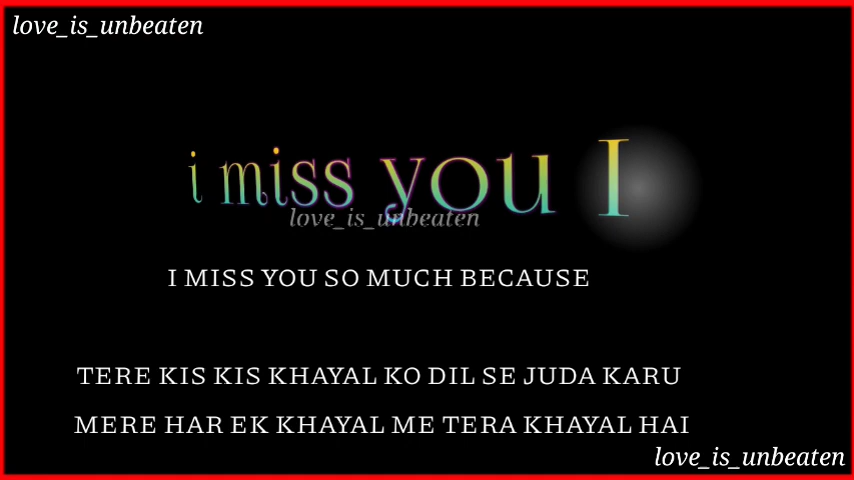 love_is_unbeaten
i miss you I
love_is_unbeaten
I MISS YOU SO MUCH BECAUSE
TERE KIS KIS KHAYAL KO DIL SE JUDA KARU
MERE HAR EK KHAYAL ME TERA KHAYAL HAI
love_is_unbeaten